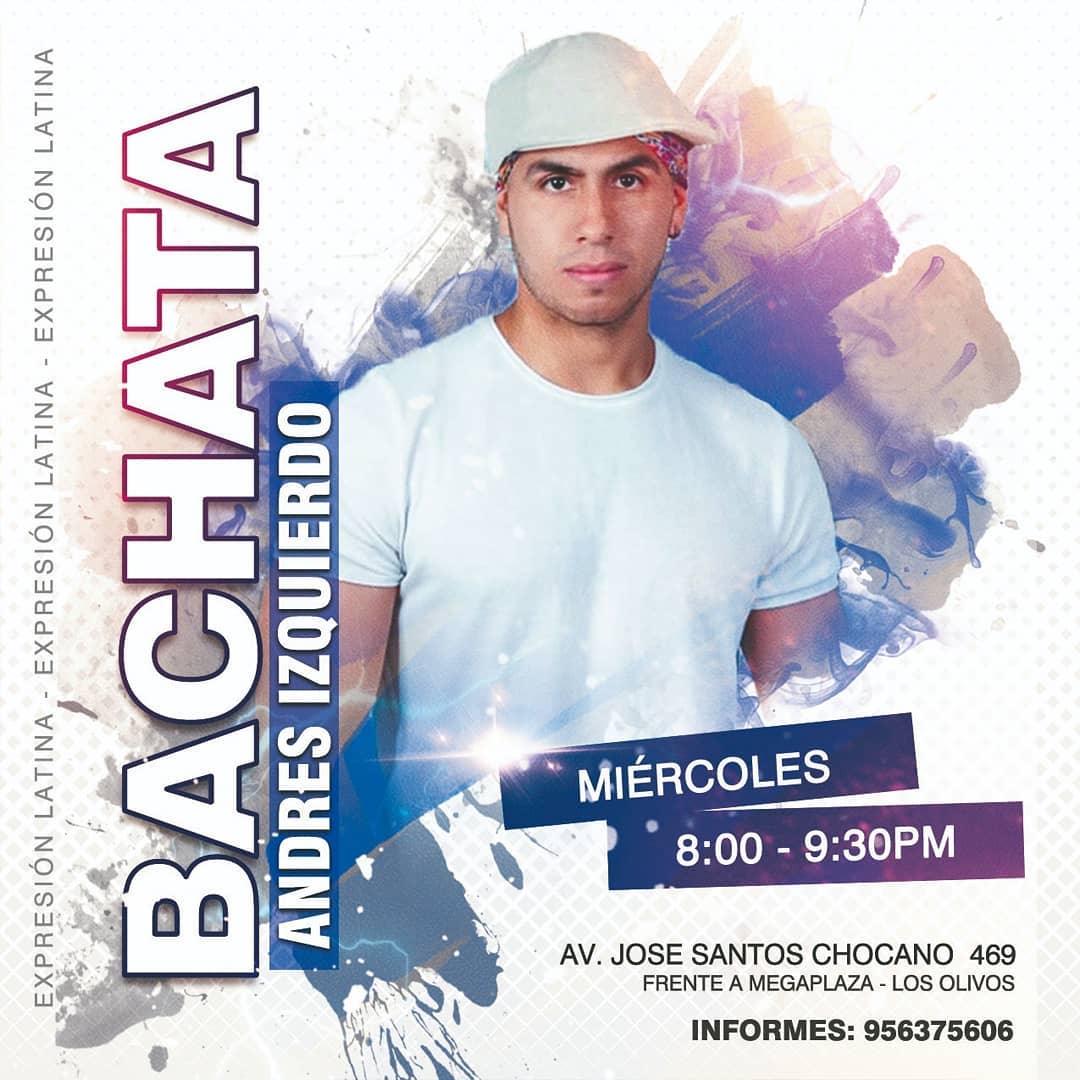 EXPRESIÓN LATINA - EXPRESIÓN LATINA - EXPRESIÓN LATINA
BACHATA
ANDRES IZQUIERDO
MIÉRCOLES
8:00 - 9:30PM
AV. JOSE SANTOS CHOCANO 469
FRENTE A MEGAPLAZA - LOS OLIVOS
INFORMES: 956375606